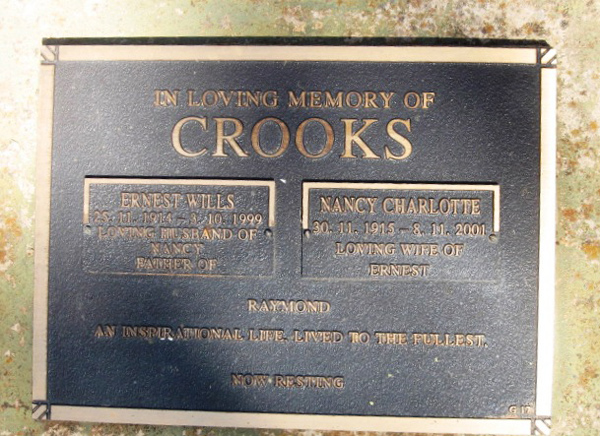 IN LOVING MEMORY OF
CROOKS
ERNEST WILLS
25. 11. 1914 - 3. 10. 1999
LOVING HUSBAND OF
NANCY
FATHER OF
NANCY CHARLOTTE
30. 11. 1915 - 8. 11. 2001
LOVING WIFE OF
ERNEST
RAYMOND
AN INSPIRATIONAL LIFE, LIVED TO THE FULLEST.
NOW RESTING